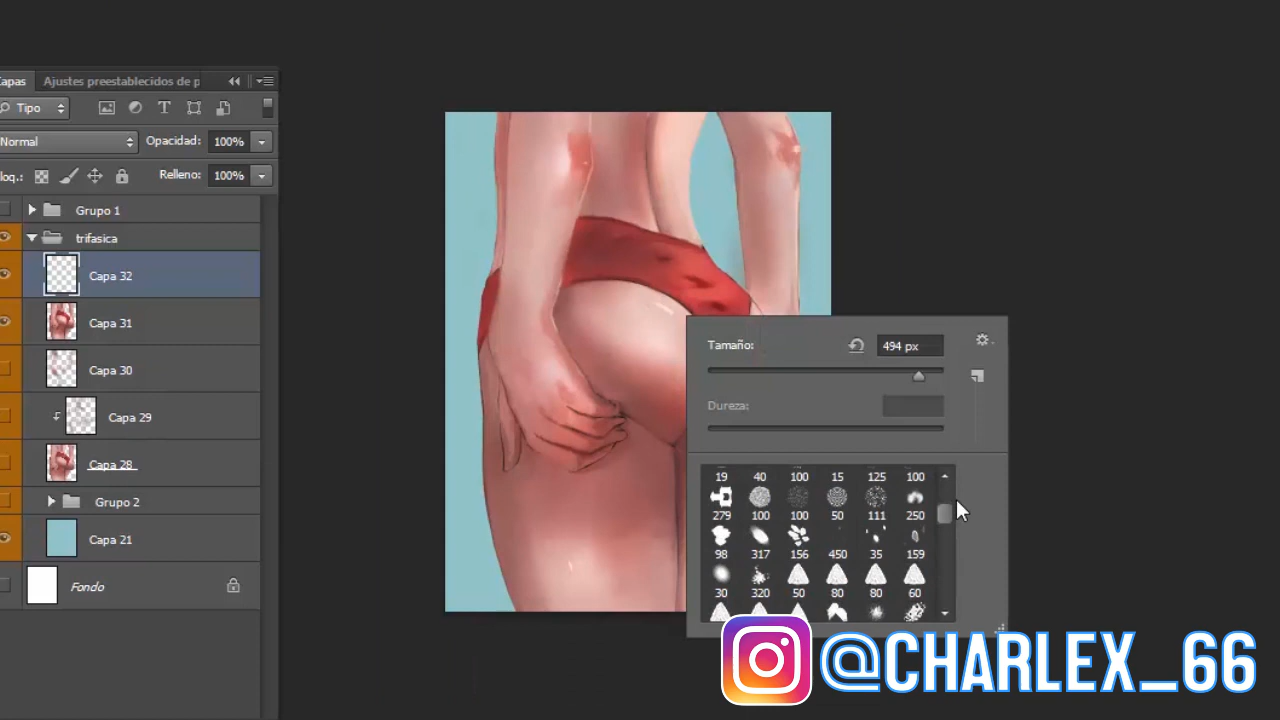 Capas Ajustes preestablecidos de p
Tipo
Normal Opacidad: 100%
Bloq.: Relleno: 100%
Grupo 1
trifasica
Capa 32
Capa 31
Capa 30
Capa 29
Capa 28
Grupo 2
Capa 21
Fondo
Tamaño: 494 px
Dureza:
19 40 100 15 125 100
279 100 100 50 111 250
98 317 156 450 35 159
30 320 50 80 80 60
@CHARLEX_66